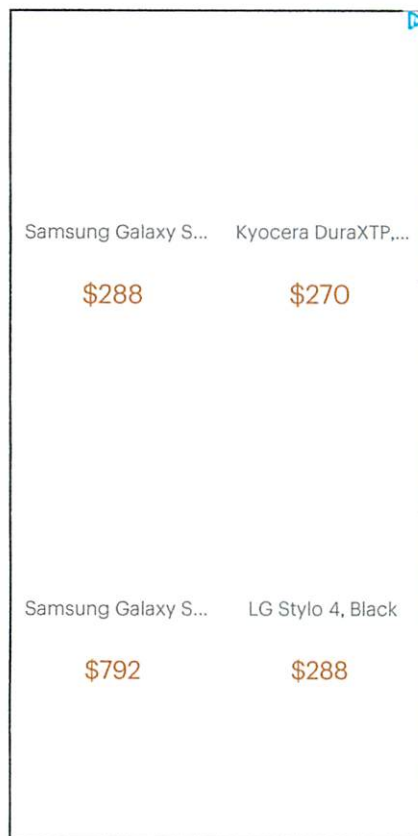 Samsung Galaxy S... Kyocera DuraXTP,...
$288 $270
Samsung Galaxy S... LG Stylo 4, Black
$792 $288